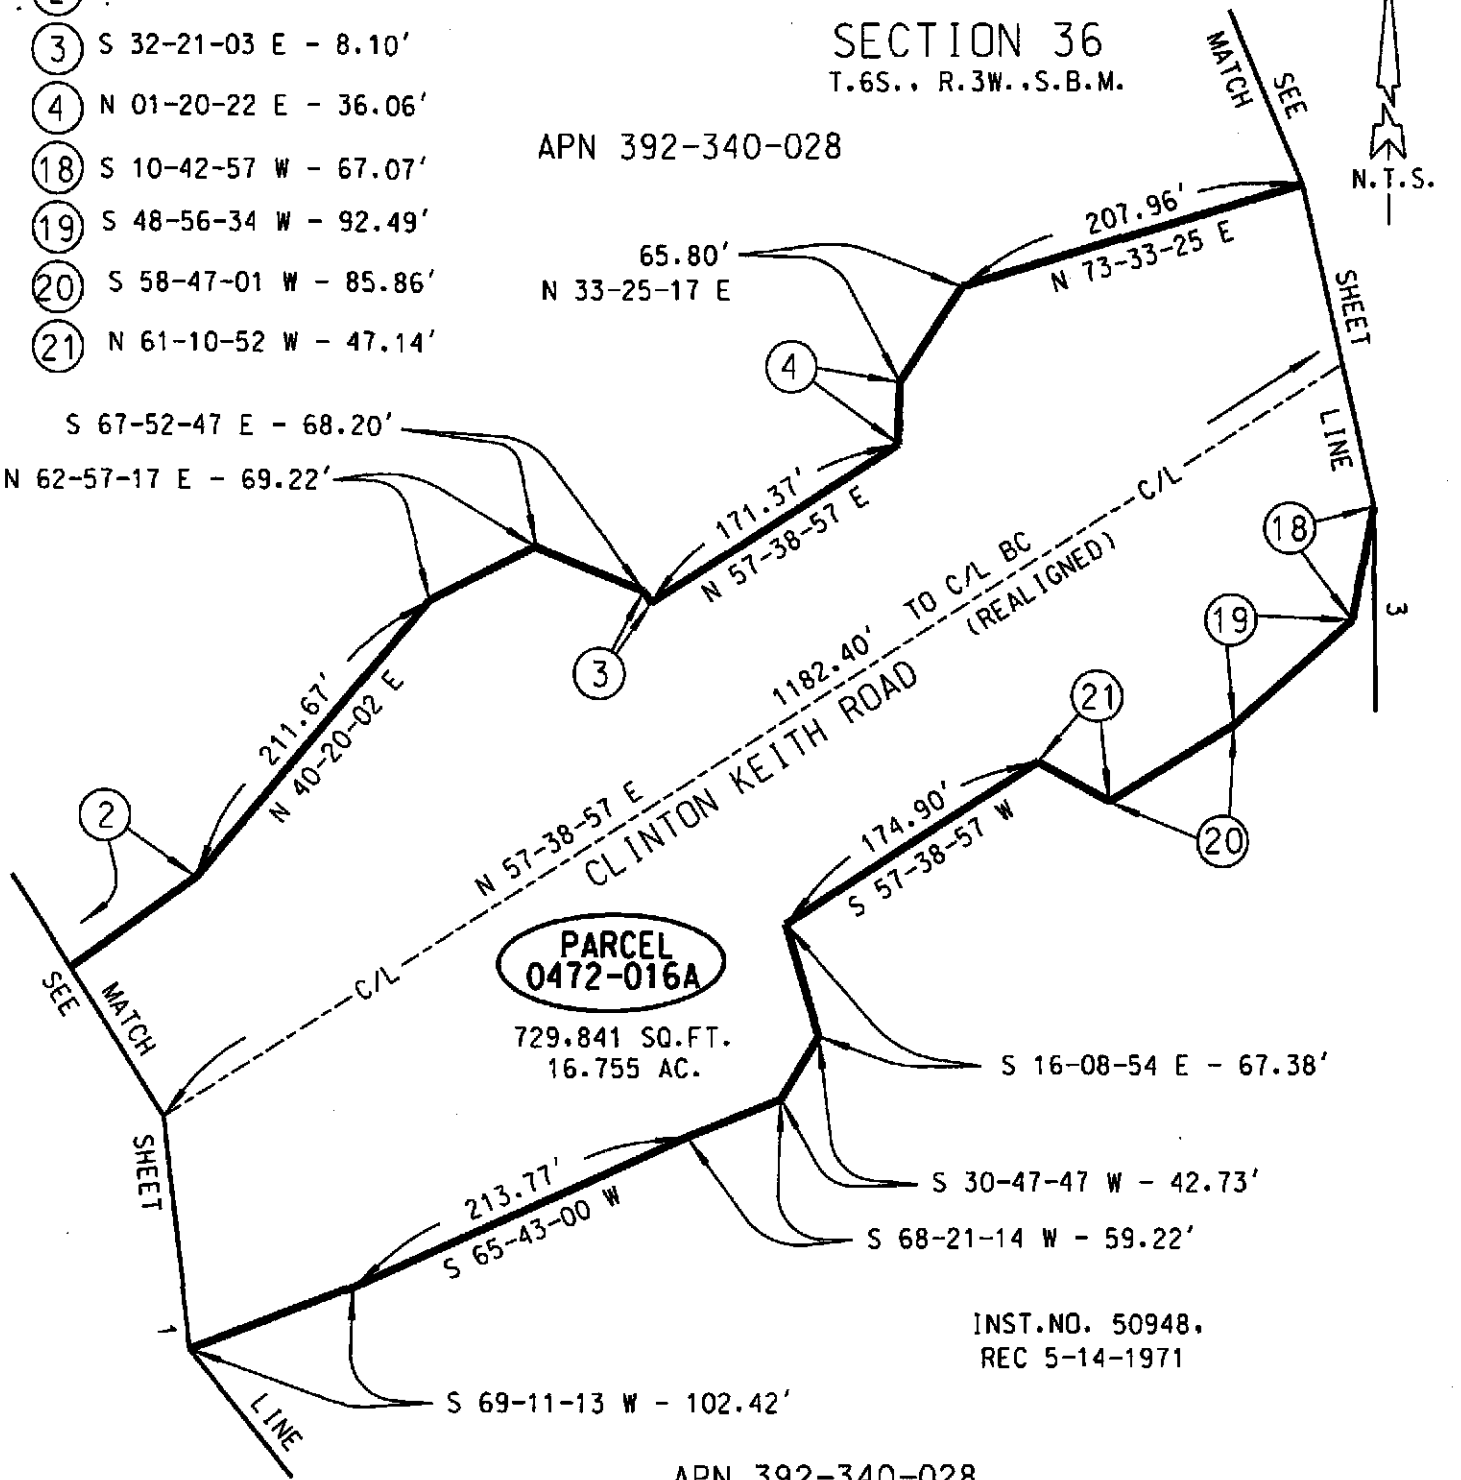 2
3 S 32-21-03 E - 8.10'
4 N 01-20-22 E - 36.06'
18 S 10-42-57 W - 67.07'
19 S 48-56-34 W - 92.49'
20 S 58-47-01 W - 85.86'
21 N 61-10-52 W - 47.14'
SECTION 36
T.6S., R.3W.,S.B.M.
APN 392-340-028
SEE
MATCH
N.T.S.
SHEET
LINE
3
207.96'
N 73-33-25 E
65.80'
N 33-25-17 E
4
S 67-52-47 E - 68.20'
N 62-57-17 E - 69.22'
171.37'
N 57-38-57 E
3
C/L
18
19
1182.40' TO C/L BC
(REALIGNED)
211.67'
N 40-20-02 E
2
N 57-38-57 E
CLINTON KEITH ROAD
21
174.90'
S 57-38-57 W
20
C/L
PARCEL
0472-016A
729.841 SQ.FT.
16.755 AC.
SEE
MATCH
SHEET
1
LINE
S 16-08-54 E - 67.38'
S 30-47-47 W - 42.73'
S 68-21-14 W - 59.22'
213.77'
S 65-43-00 W
INST.NO. 50948,
REC 5-14-1971
S 69-11-13 W - 102.42'
APN 392-340-028